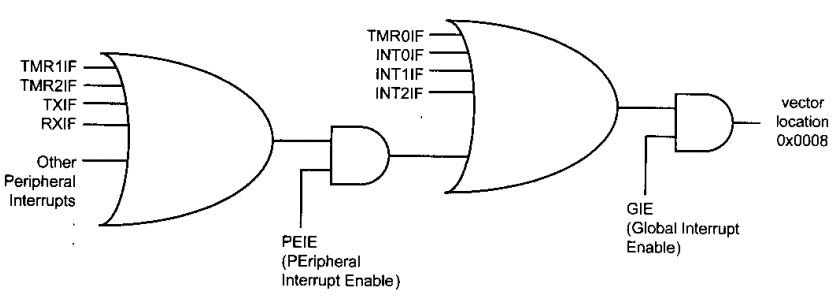 TMR1IF
TMR2IF
TXIF
RXIF
Other
Peripheral
Interrupts
PEIE
(PEripheral
Interrupt Enable)
TMR0IF
INT0IF
INT1IF
INT2IF
GIE
(Global Interrupt
Enable)
vector
location
0x0008